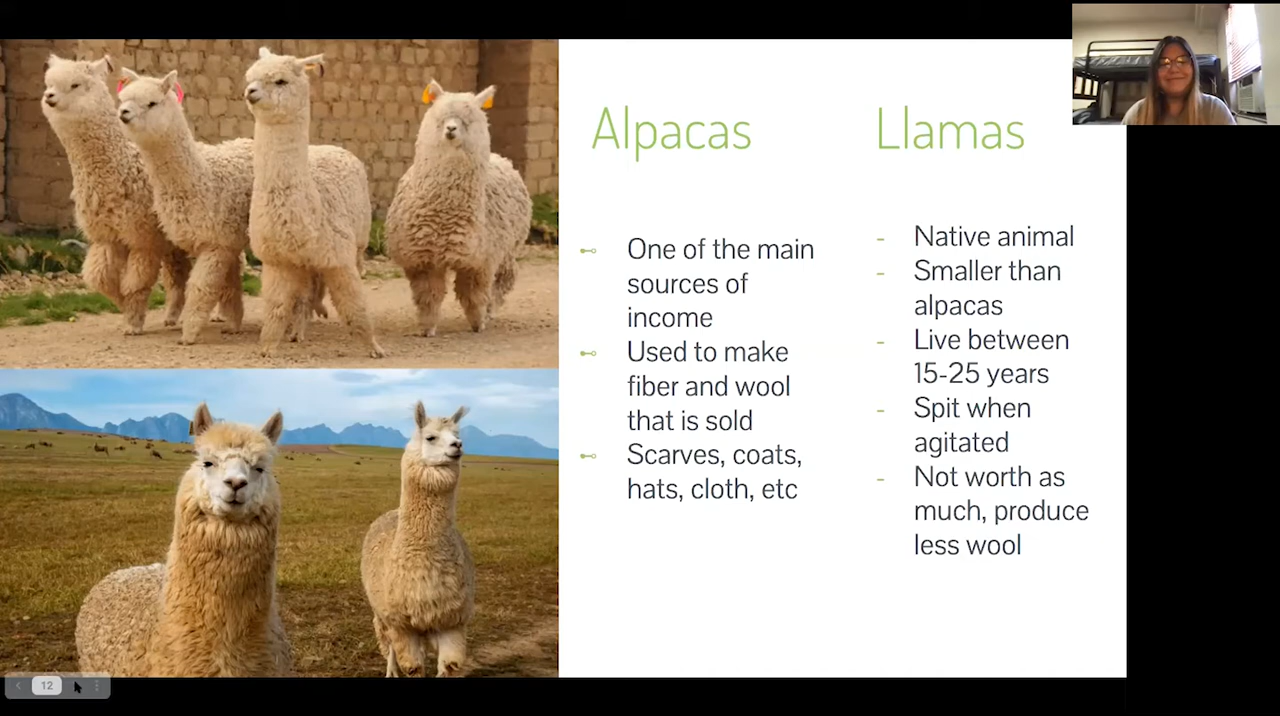 Alpacas
One of the main
sources of
income
Used to make
fiber and wool
that is sold
Scarves, coats,
hats, cloth, etc
Llamas
Native animal
Smaller than
alpacas
Live between
15-25 years
Spit when
agitated
Not worth as
much, produce
less wool
12